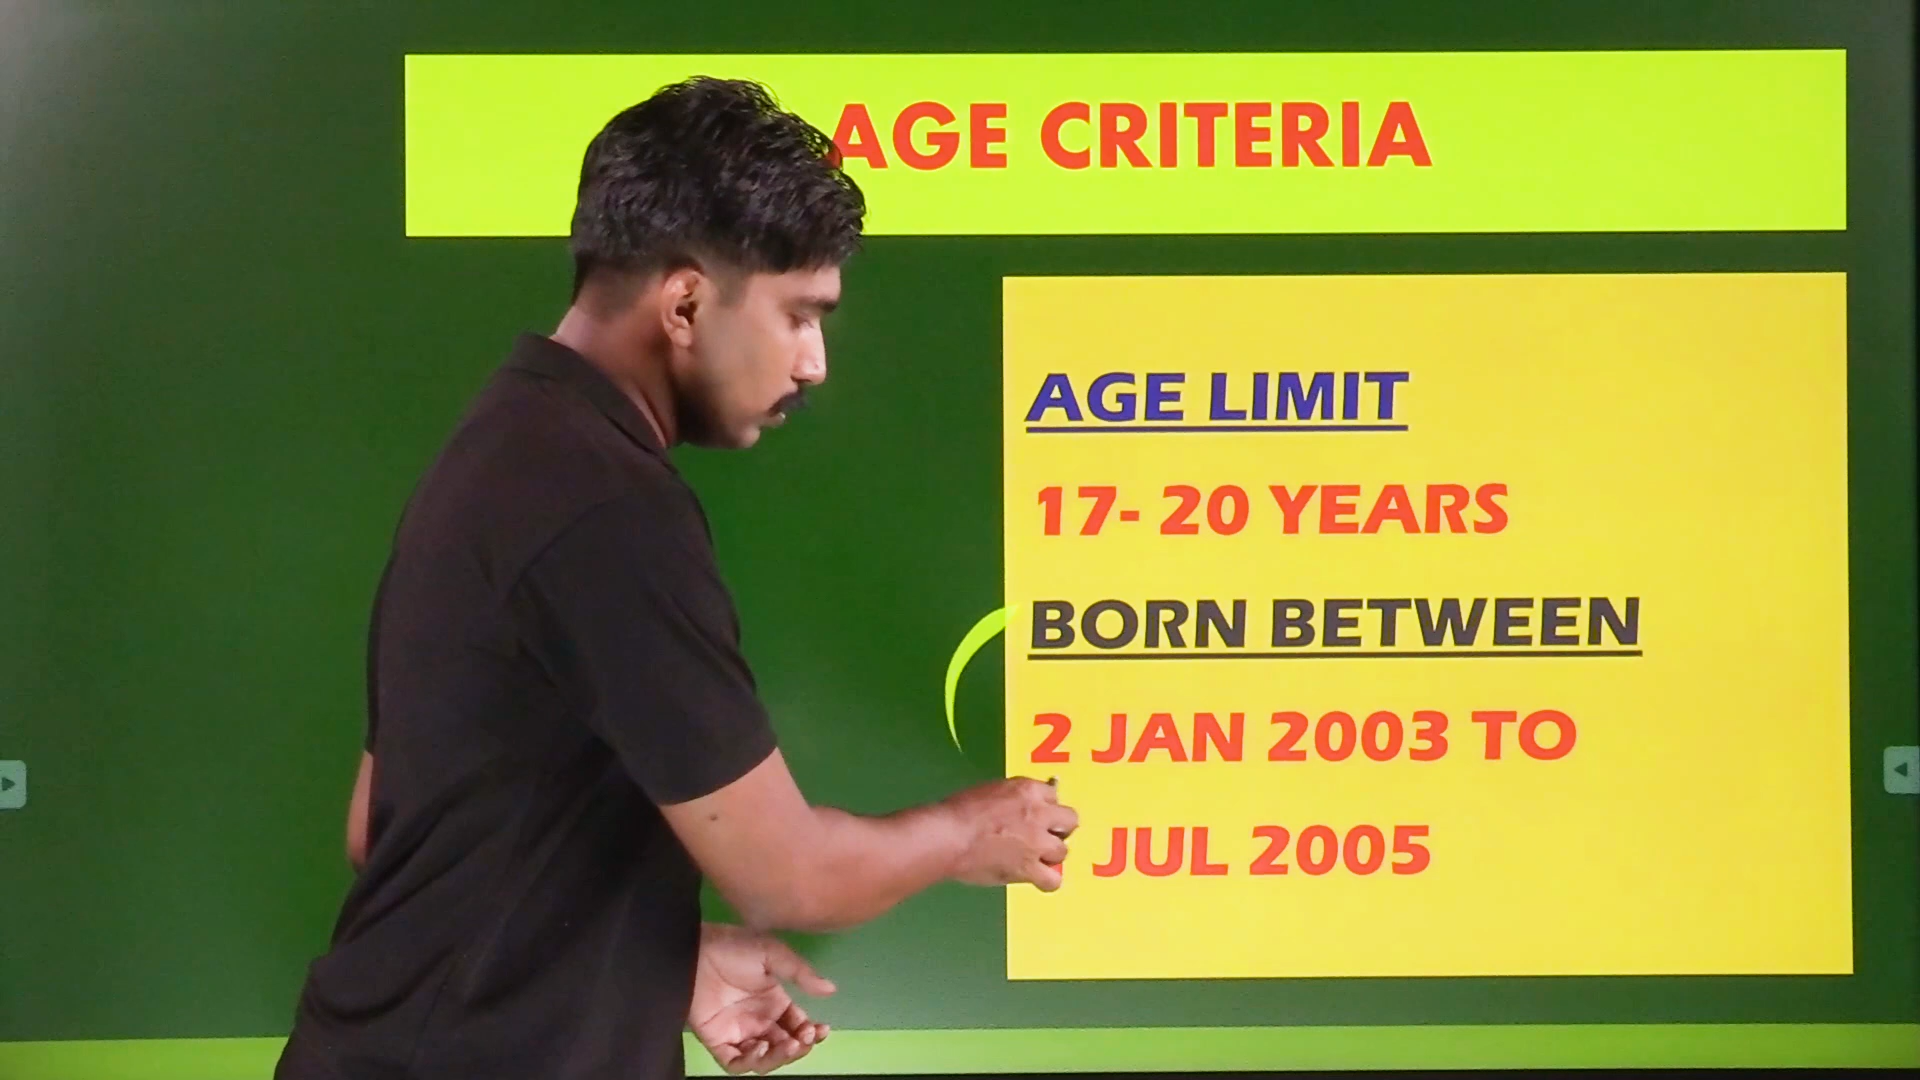 AGE CRITERIA
AGE LIMIT
17- 20 YEARS
BORN BETWEEN
2 JAN 2003 TO
JUL 2005